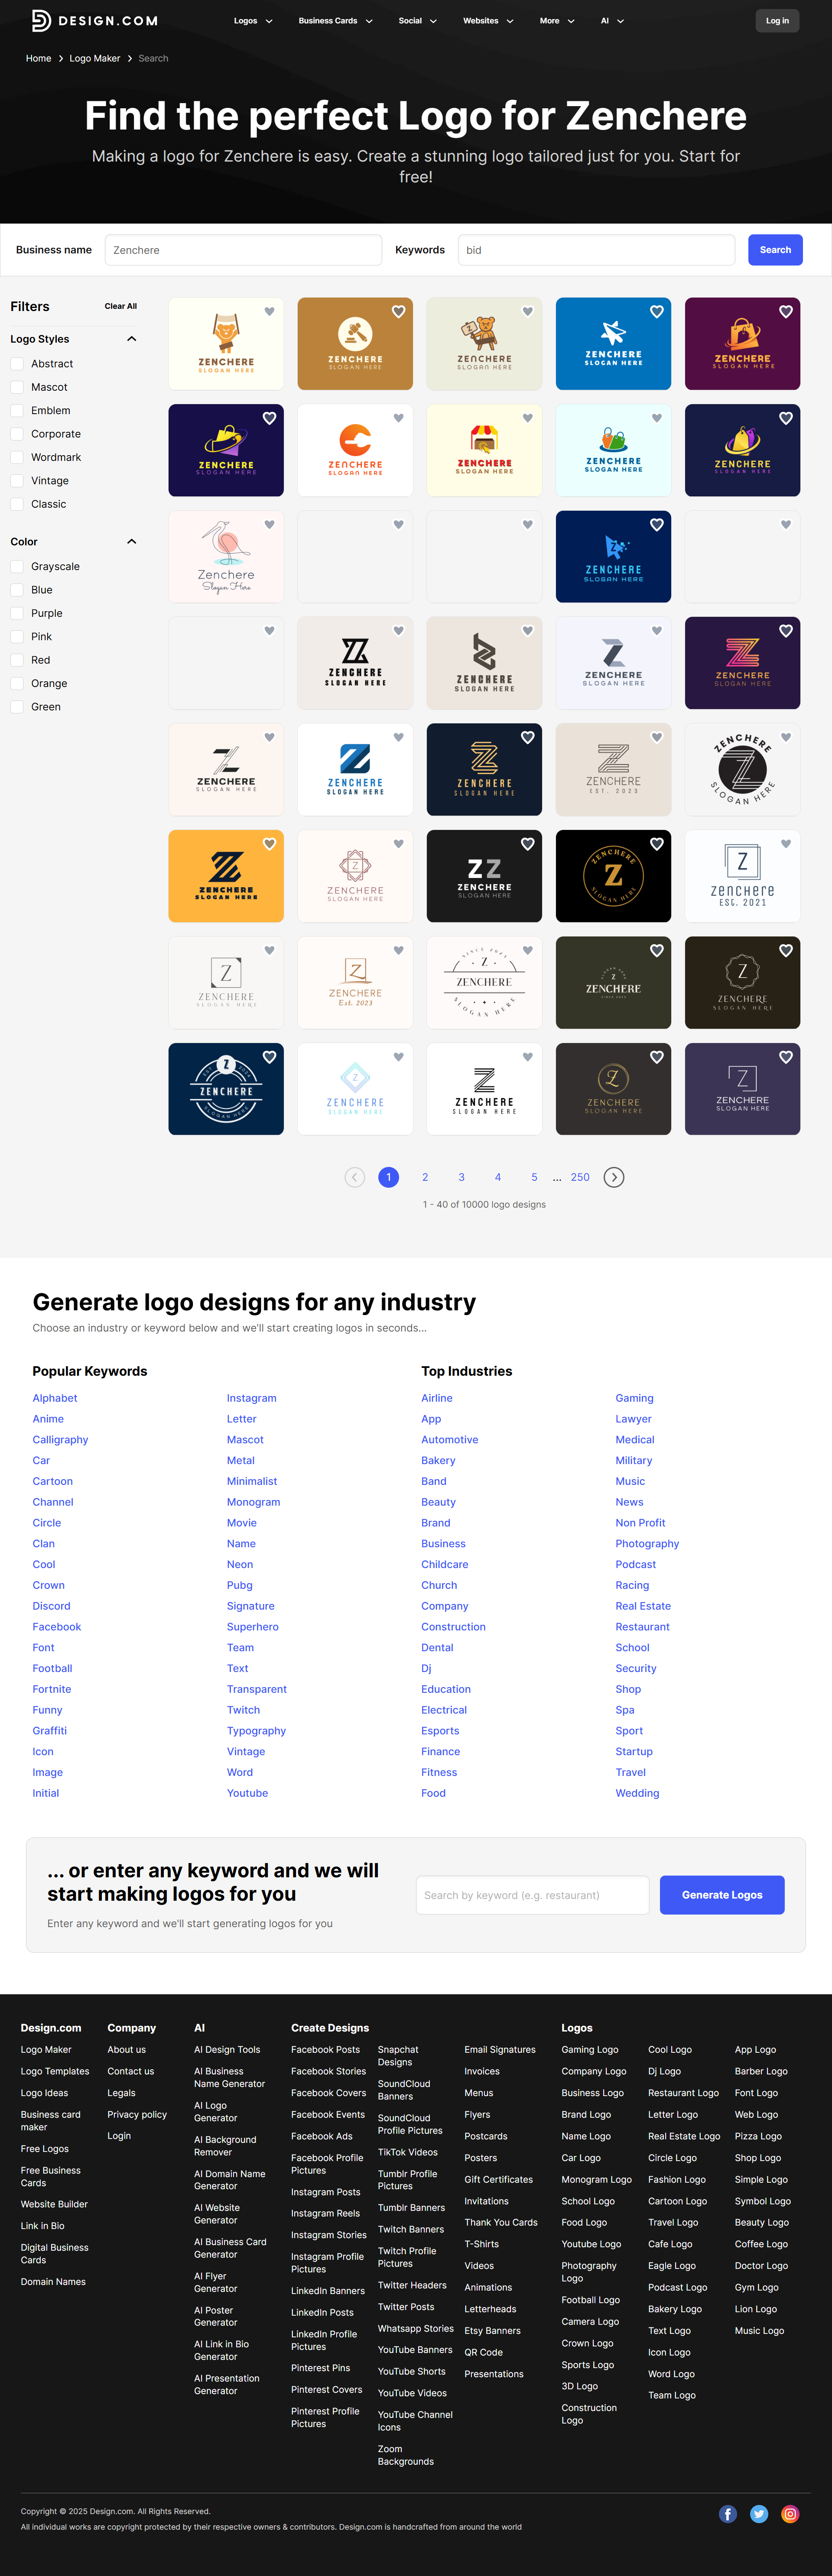 DESIGN.COM
Logos
Business Cards
Social
Websites
More
AI
Log in
Home
Logo Maker
Search
Find the perfect Logo for Zenchere
Making a logo for Zenchere is easy. Create a stunning logo tailored just for you. Start for
free!
Business name
Zenchere
Keywords
bid
Search
Filters
Clear All
Logo Styles
Abstract
Mascot
Emblem
Corporate
Wordmark
Vintage
Classic
Color
Grayscale
Blue
Purple
Pink
Red
Orange
Green
ZENCHERE
SLOGAN HERE
ZENCHERE
SLOGAN HERE
ZENCHERE
SLOGAN HERE
ZENCHERE
SLOGAN HERE
ZENCHERE
SLOGAN HERE
ZENCHERE
SLOGAN HERE
ZENCHERE
SLOGAN HERE
ZENCHERE
SLOGAN HERE
ZENCHERE
SLOGAN HERE
ZENCHERE
SLOGAN HERE
Zenchere
Slogan Here
Z
ZENCHERE
SLOGAN HERE
ZENCHERE
SLOGAN HERE
ZENCHERE
SLOGAN HERE
ZENCHERE
SLOGAN HERE
ZENCHERE
SLOGAN HERE
ZENCHERE
SLOGAN HERE
ZENCHERE
SLOGAN HERE
ZENCHERE
SLOGAN HERE
ZENCHERE
EST. 2023
ZENCHERE
SLOGAN HERE
ZENCHERE
SLOGAN HERE
Z
ZENCHERE
SLOGAN HERE
ZZ
ZENCHERE
SLOGAN HERE
ZENCHERE
Z
SLOGAN HERE
Z
Zenchere
Est. 2021
Z
ZENCHERE
SLOGAN HERE
Z
ZENCHERE
Est. 2023
SINCE 2023
Z
ZENCHERE
SLOGAN HERE
Z
ZENCHERE
Z
ZENCHERE
SLOGAN HERE
Z
EST 2024
ZENCHERE
SLOGAN HERE
Z
ZENCHERE
SLOGAN HERE
Z
ZENCHERE
SLOGAN HERE
Z
ZENCHERE
SLOGAN HERE
Z
ZENCHERE
SLOGAN HERE
1
2
3
4
5
...
250
1 - 40 of 10000 logo designs
Generate logo designs for any industry
Choose an industry or keyword below and we'll start creating logos in seconds...
Popular Keywords
Alphabet
Anime
Calligraphy
Car
Cartoon
Channel
Circle
Clan
Cool
Crown
Discord
Facebook
Font
Football
Fortnite
Funny
Graffiti
Icon
Image
Initial
Instagram
Letter
Mascot
Metal
Minimalist
Monogram
Movie
Name
Neon
Pubg
Signature
Superhero
Team
Text
Transparent
Twitch
Typography
Vintage
Word
Youtube
Top Industries
Airline
App
Automotive
Bakery
Band
Beauty
Brand
Business
Childcare
Church
Company
Construction
Dental
Dj
Education
Electrical
Esports
Finance
Fitness
Food
Gaming
Lawyer
Medical
Military
Music
News
Non Profit
Photography
Podcast
Racing
Real Estate
Restaurant
School
Security
Shop
Spa
Sport
Startup
Travel
Wedding
... or enter any keyword and we will
start making logos for you
Enter any keyword and we'll start generating logos for you
Search by keyword (e.g. restaurant)
Generate Logos
Design.com
Logo Maker
Logo Templates
Logo Ideas
Business card
maker
Free Logos
Free Business
Cards
Website Builder
Link in Bio
Digital Business
Cards
Domain Names
Company
About us
Contact us
Legals
Privacy policy
Login
AI
AI Design Tools
AI Business
Name Generator
AI Logo
Generator
AI Background
Remover
AI Domain Name
Generator
AI Website
Generator
AI Business Card
Generator
AI Flyer
Generator
AI Poster
Generator
AI Link in Bio
Generator
AI Presentation
Generator
Create Designs
Facebook Posts
Facebook Stories
Facebook Covers
Facebook Events
Facebook Ads
Facebook Profile
Pictures
Instagram Posts
Instagram Reels
Instagram Stories
Instagram Profile
Pictures
LinkedIn Banners
LinkedIn Posts
LinkedIn Profile
Pictures
Pinterest Pins
Pinterest Covers
Pinterest Profile
Pictures
Snapchat
Designs
SoundCloud
Banners
SoundCloud
Profile Pictures
TikTok Videos
Tumblr Profile
Pictures
Tumblr Banners
Twitch Banners
Twitch Profile
Pictures
Twitter Headers
Twitter Posts
Whatsapp Stories
YouTube Banners
YouTube Shorts
YouTube Videos
YouTube Channel
Icons
Zoom
Backgrounds
Email Signatures
Invoices
Menus
Flyers
Postcards
Posters
Gift Certificates
Invitations
Thank You Cards
T-Shirts
Videos
Animations
Letterheads
Etsy Banners
QR Code
Presentations
Logos
Gaming Logo
Company Logo
Business Logo
Brand Logo
Name Logo
Car Logo
Monogram Logo
School Logo
Food Logo
Youtube Logo
Photography
Logo
Football Logo
Camera Logo
Crown Logo
Sports Logo
3D Logo
Construction
Logo
Cool Logo
Dj Logo
Restaurant Logo
Letter Logo
Real Estate Logo
Circle Logo
Fashion Logo
Cartoon Logo
Travel Logo
Cafe Logo
Eagle Logo
Podcast Logo
Bakery Logo
Text Logo
Icon Logo
Word Logo
Team Logo
App Logo
Barber Logo
Font Logo
Web Logo
Pizza Logo
Shop Logo
Simple Logo
Symbol Logo
Beauty Logo
Coffee Logo
Doctor Logo
Gym Logo
Lion Logo
Music Logo
Copyright © 2025 Design.com. All Rights Reserved.
All individual works are copyright protected by their respective owners & contributors. Design.com is handcrafted from around the world